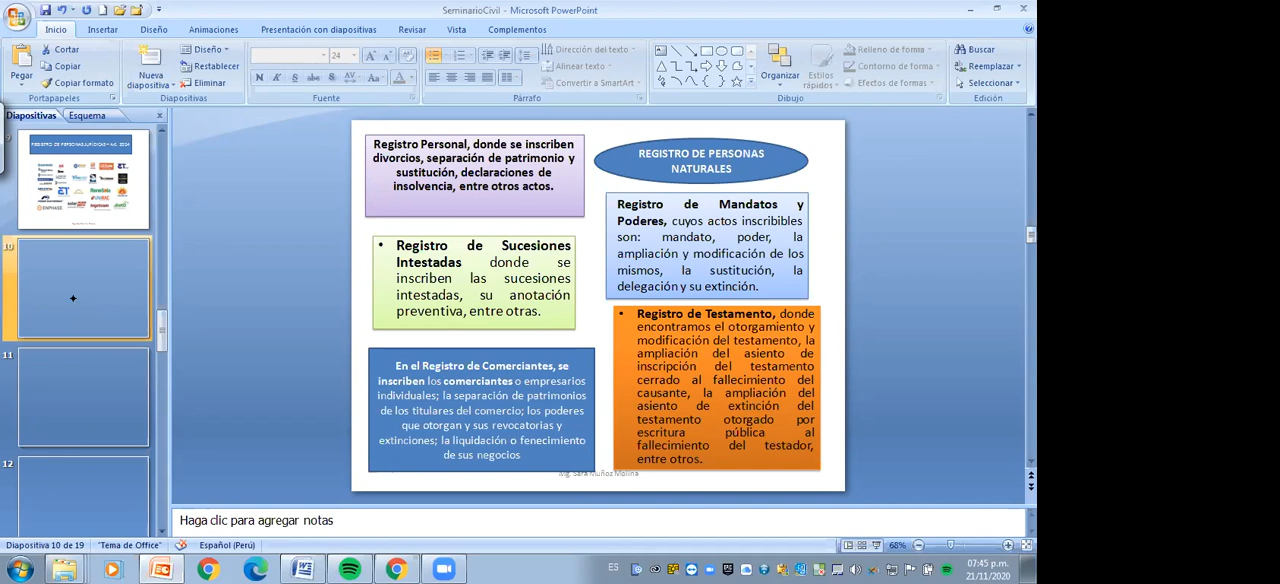 SeminarioCivil - Microsoft PowerPoint
Inicio
Insertar
Diseño
Animaciones
Presentación con diapositivas
Revisar
Vista
Complementos
Pegar
Cortar
Copiar
Copiar formato
Portapapeles
Nueva
diapositiva
Diseño
Restablecer
Eliminar
Diapositivas
24
Fuente
Dirección del texto
Alinear texto
Convertir a SmartArt
Párrafo
Organizar
Estilos
rápidos
Relleno de forma
Contorno de forma
Efectos de formas
Dibujo
Buscar
Reemplazar
Seleccionar
Edición
Diapositivas
Esquema
10
11
12
Registro Personal, donde se inscriben
divorcios, separación de patrimonio y
sustitución, declaraciones de
insolvencia, entre otros actos.
REGISTRO DE PERSONAS
NATURALES
Registro de Mandatos y
Poderes, cuyos actos inscribibles
son: mandato, poder, la
ampliación y modificación de los
mismos, la sustitución, la
delegación y su extinción.
• Registro de Sucesiones
Intestadas donde se
inscriben las sucesiones
intestadas, su anotación
preventiva, entre otras.
• Registro de Testamento, donde
encontramos el otorgamiento y
modificación del testamento, la
ampliación del asiento de
inscripción del testamento
cerrado al fallecimiento del
causante, la ampliación del
asiento de extinción del
testamento otorgado por
escritura pública al
fallecimiento del testador,
entre otros.
En el Registro de Comerciantes, se
inscriben los comerciantes o empresarios
individuales; la separación de patrimonios
de los titulares del comercio; los poderes
que otorgan y sus revocatorias y
extinciones; la liquidación o fenecimiento
de sus negocios
Mg. Sara Muñoz Molina
Haga clic para agregar notas
Diapositiva 10 de 19
"Tema de Office"
Español (Perú)
68%
ES
07:45 p.m.
21/11/2020